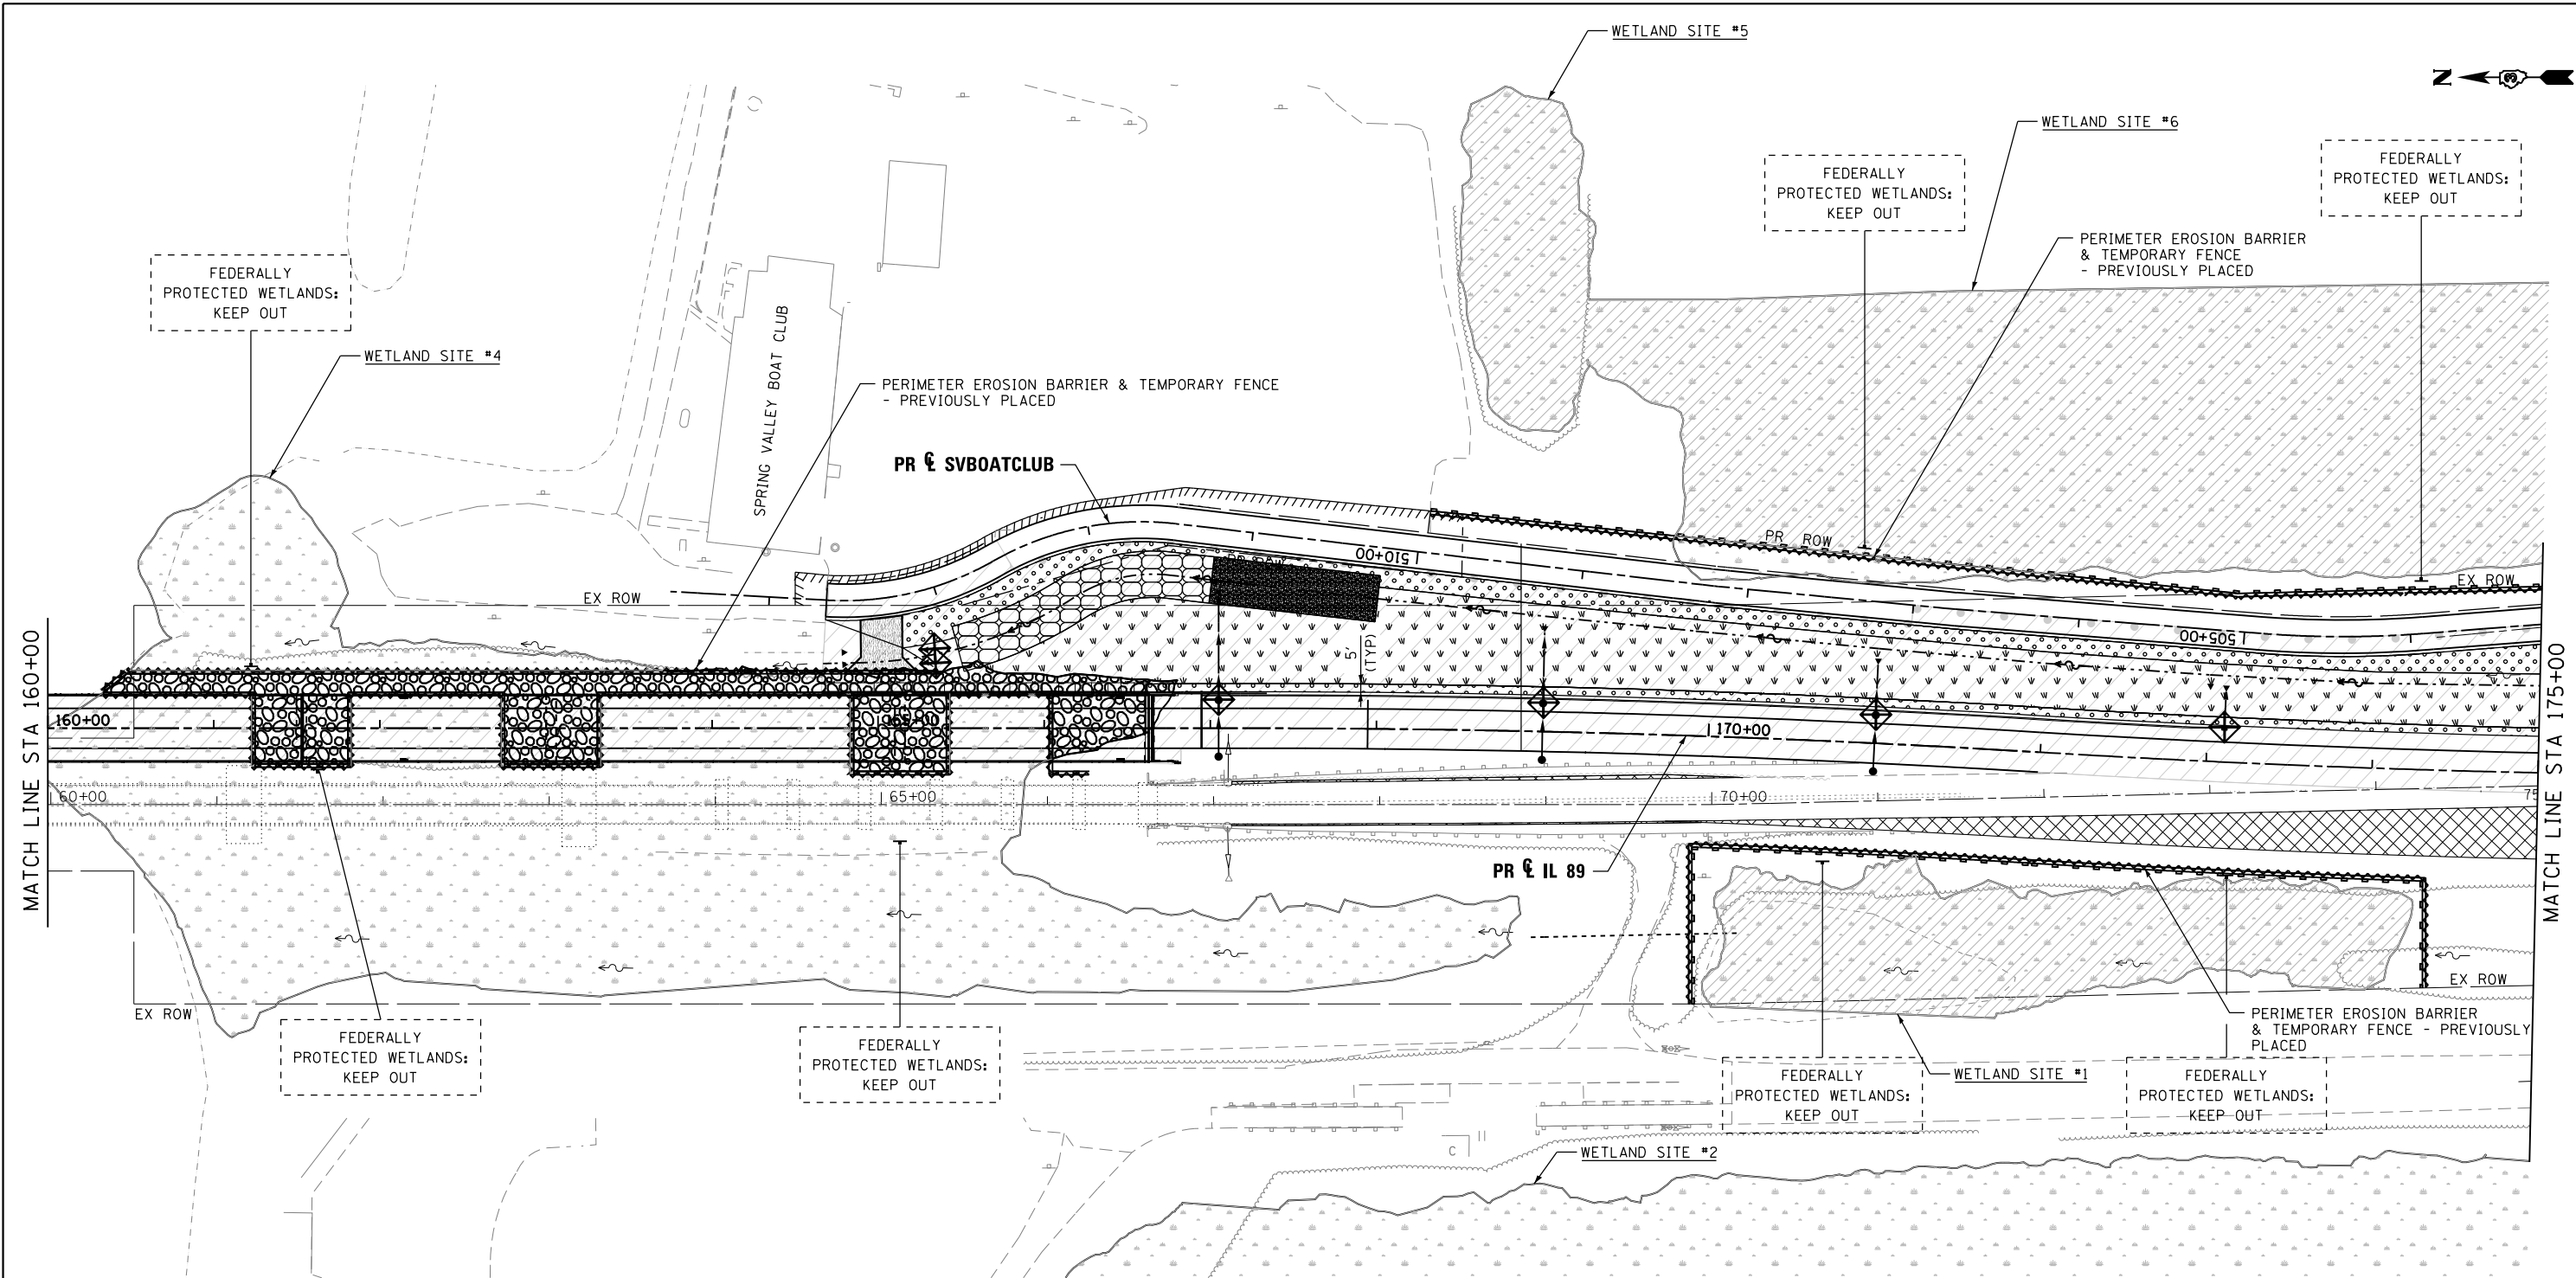 WETLAND SITE #5
N
3
WETLAND SITE #6
FEDERALLY
PROTECTED WETLANDS:
KEEP OUT
FEDERALLY
PROTECTED WETLANDS:
KEEP OUT
PERIMETER EROSION BARRIER
& TEMPORARY FENCE
- PREVIOUSLY PLACED
FEDERALLY
PROTECTED WETLANDS:
KEEP OUT
WETLAND SITE #4
SPRING VALLEY BOAT CLUB
PERIMETER EROSION BARRIER & TEMPORARY FENCE
- PREVIOUSLY PLACED
PR ℄ SVBOATCLUB
PR ROW
510+00
EX ROW
EX ROW
505+00
5'
(TYP)
MATCH LINE STA 160+00
MATCH LINE STA 175+00
160+00
170+00
60+00
65+00
70+00
75
PR ℄ IL 89
EX ROW
EX ROW
FEDERALLY
PROTECTED WETLANDS:
KEEP OUT
FEDERALLY
PROTECTED WETLANDS:
KEEP OUT
PERIMETER EROSION BARRIER
& TEMPORARY FENCE - PREVIOUSLY
PLACED
FEDERALLY
PROTECTED WETLANDS:
KEEP OUT
WETLAND SITE #1
FEDERALLY
PROTECTED WETLANDS:
KEEP OUT
C
WETLAND SITE #2